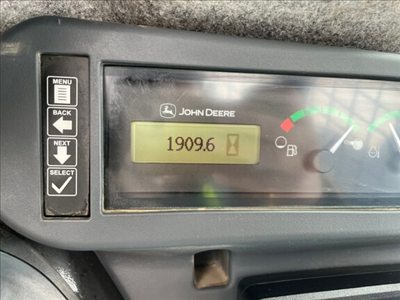 MENU
BACK
NEXT
SELECT
JOHN DEERE
1909.6